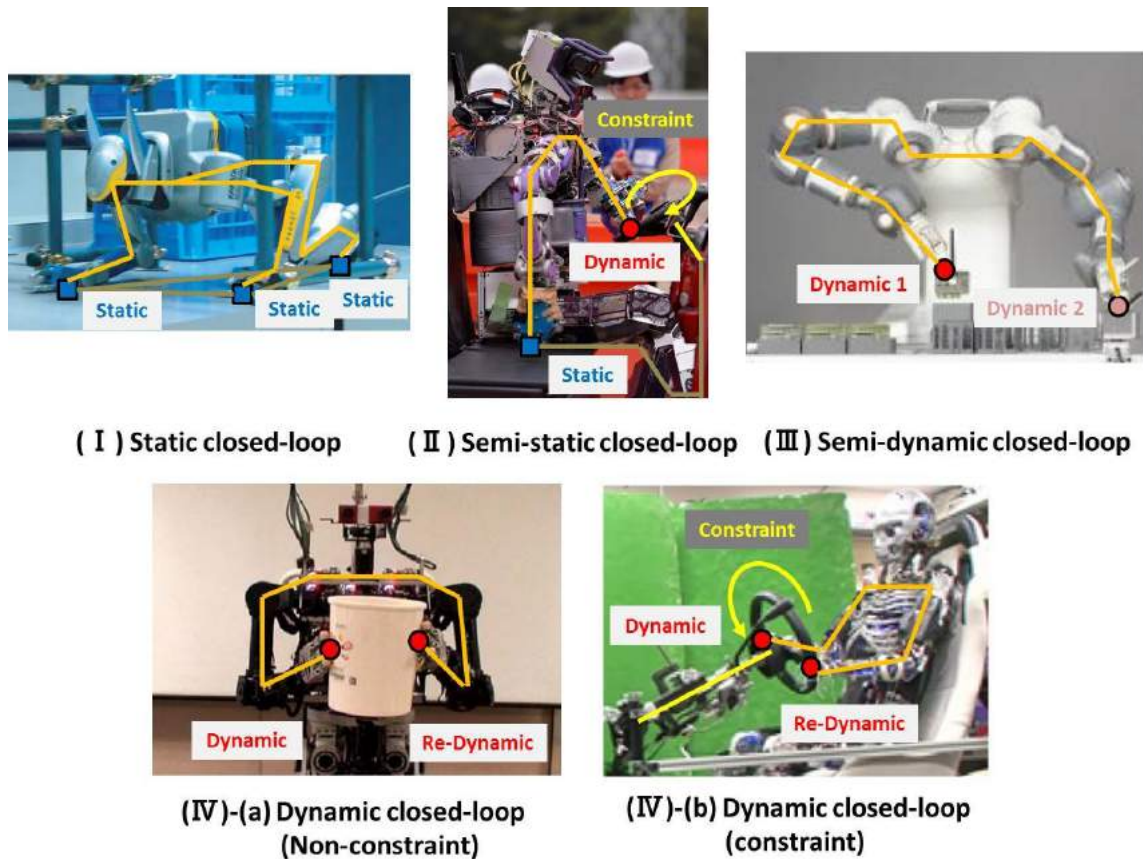 Constraint
Dynamic
Static
Static
Static
Static
Dynamic 1
Dynamic 2
(Ⅰ) Static closed-loop
(Ⅱ) Semi-static closed-loop
(Ⅲ) Semi-dynamic closed-loop
Constraint
Dynamic
Dynamic
Re-Dynamic
Re-Dynamic
(Ⅳ)-(a) Dynamic closed-loop
(Non-constraint)
(Ⅳ)-(b) Dynamic closed-loop
(constraint)